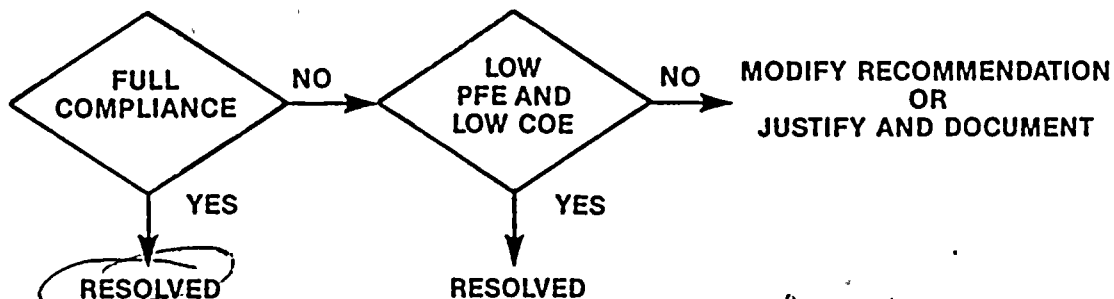 FULL
COMPLIANCE
NO
YES
RESOLVED
LOW
PFE AND
LOW COE
NO
YES
RESOLVED
MODIFY RECOMMENDATION
OR
JUSTIFY AND DOCUMENT